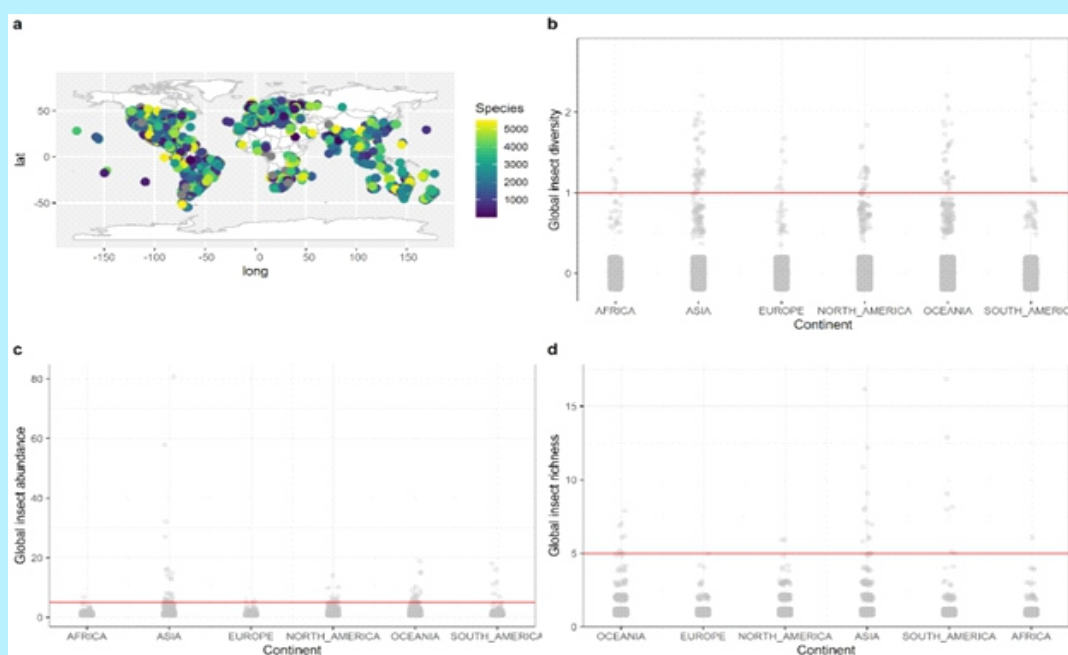 a
Species
5000
4000
3000
2000
1000
lat
50
0
-50
-150 -100 -50 0 50 100 150
long
b
Global insect diversity
2
1
0
AFRICA ASIA EUROPE NORTH_AMERICA OCEANIA SOUTH_AMERIC
Continent
c
Global insect abundance
80
60
40
20
0
AFRICA ASIA EUROPE NORTH_AMERICA OCEANIA SOUTH_AMERICA
Continent
d
Global insect richness
15
10
5
0
OCEANIA EUROPE NORTH_AMERICA ASIA SOUTH_AMERICA AFRICA
Continent